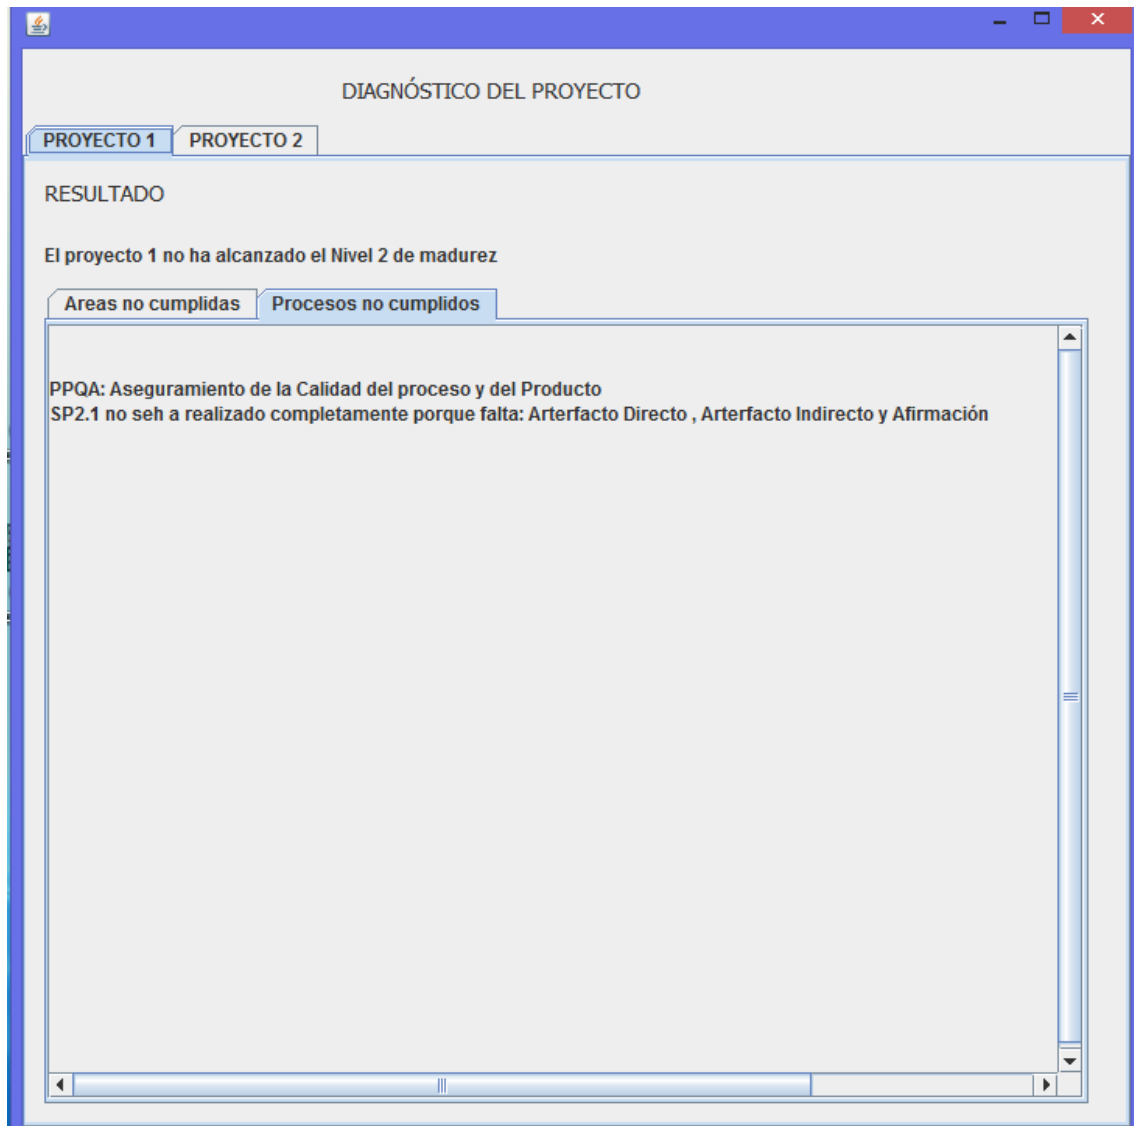 DIAGNÓSTICO DEL PROYECTO
PROYECTO 1 PROYECTO 2
RESULTADO
El proyecto 1 no ha alcanzado el Nivel 2 de madurez
Areas no cumplidas Procesos no cumplidos
PPQA: Aseguramiento de la Calidad del proceso y del Producto
SP2.1 no seh a realizado completamente porque falta: Arterfacto Directo , Arterfacto Indirecto y Afirmación